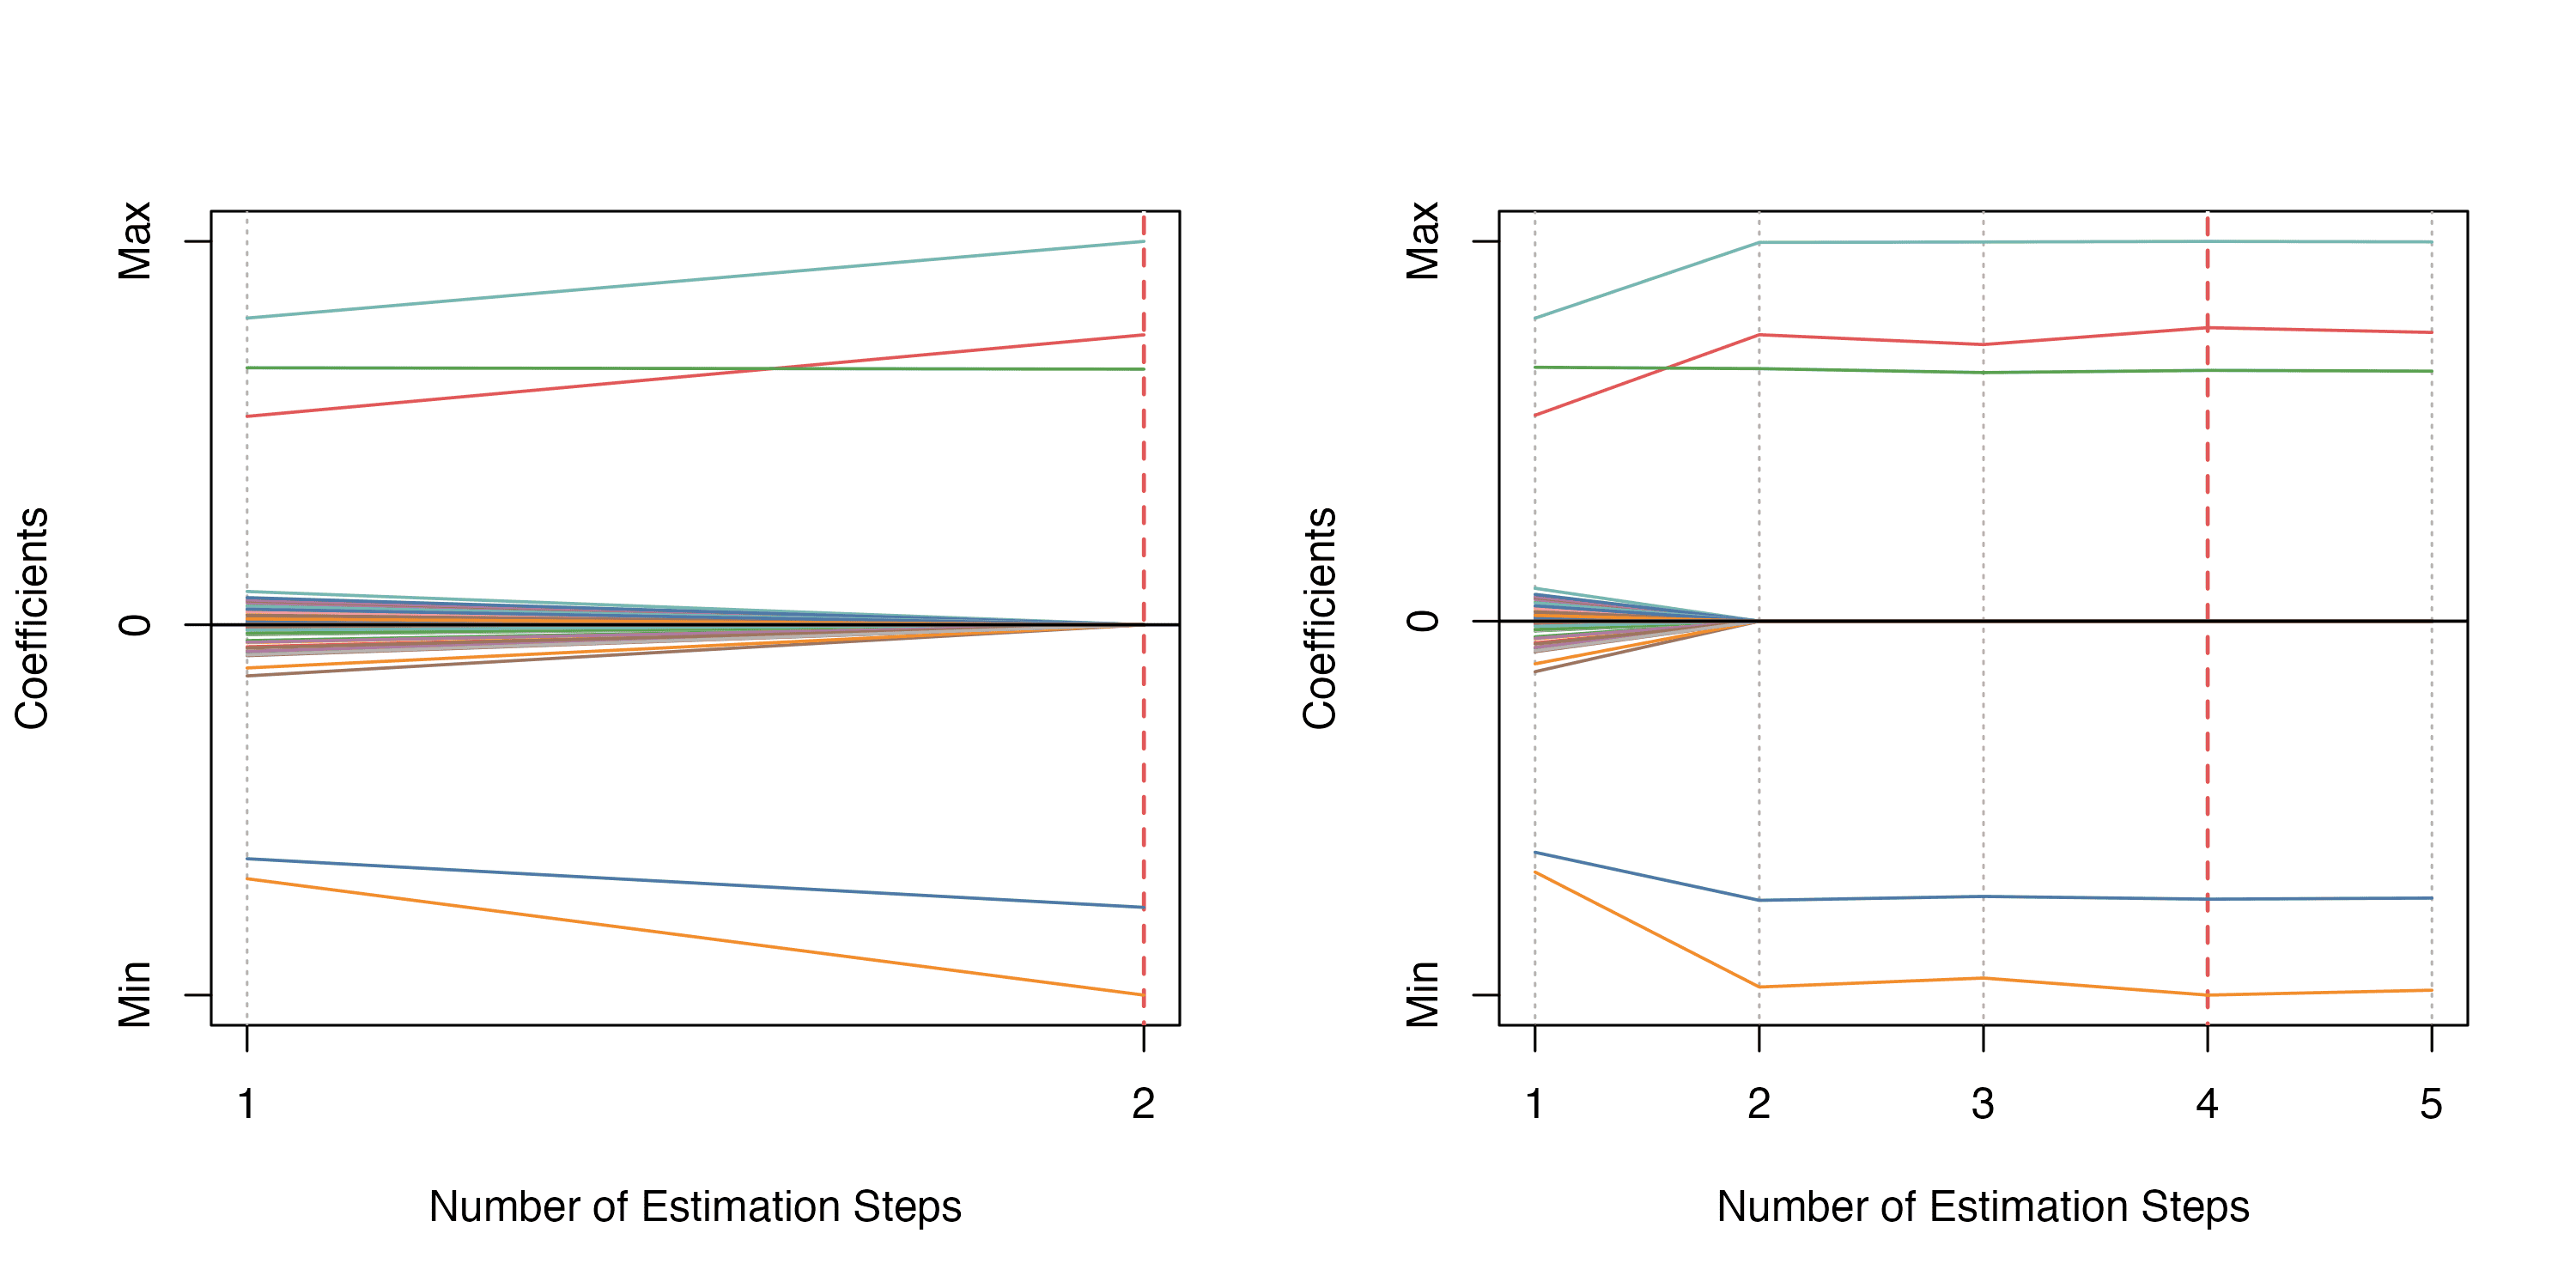 Coefficients
Max
0
Min
1
2
Number of Estimation Steps
Coefficients
Max
0
Min
1
2
3
4
5
Number of Estimation Steps